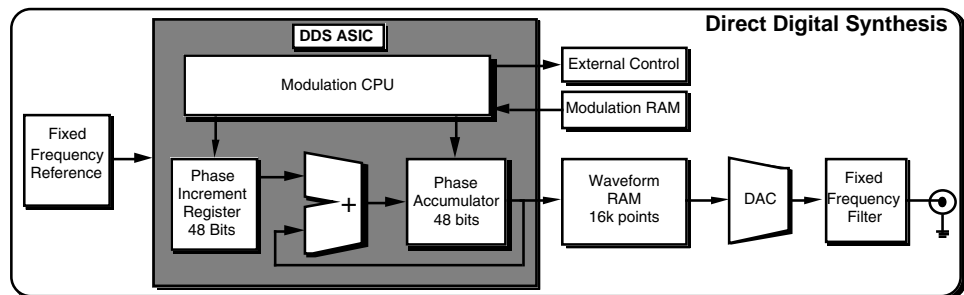 Direct Digital Synthesis
DDS ASIC
Modulation CPU
External Control
Modulation RAM
Fixed
Frequency
Reference
Phase
Increment
Register
48 Bits
+
Phase
Accumulator
48 bits
Waveform
RAM
16k points
DAC
Fixed
Frequency
Filter